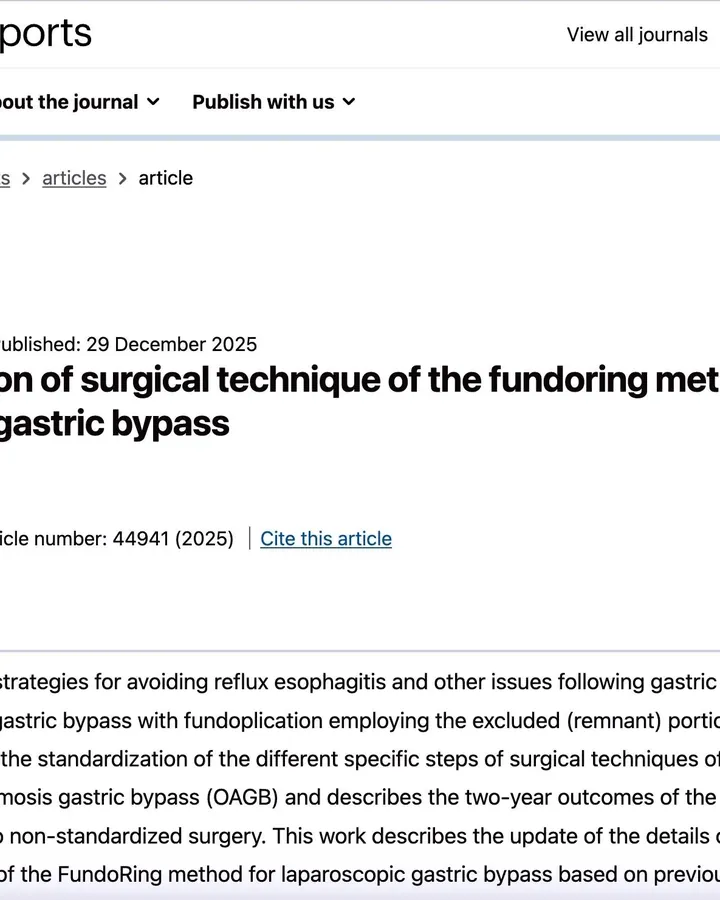 ports
View all journals
out the journal
Publish with us
s > articles > article
ublished: 29 December 2025
on of surgical technique of the fundoring met
gastric bypass
icle number: 44941 (2025) | Cite this article
strategies for avoiding reflux esophagitis and other issues following gastric
gastric bypass with fundoplication employing the excluded (remnant) portio
the standardization of the different specific steps of surgical techniques of
mosis gastric bypass (OAGB) and describes the two-year outcomes of the
o non-standardized surgery. This work describes the update of the details o
of the FundoRing method for laparoscopic gastric bypass based on previou